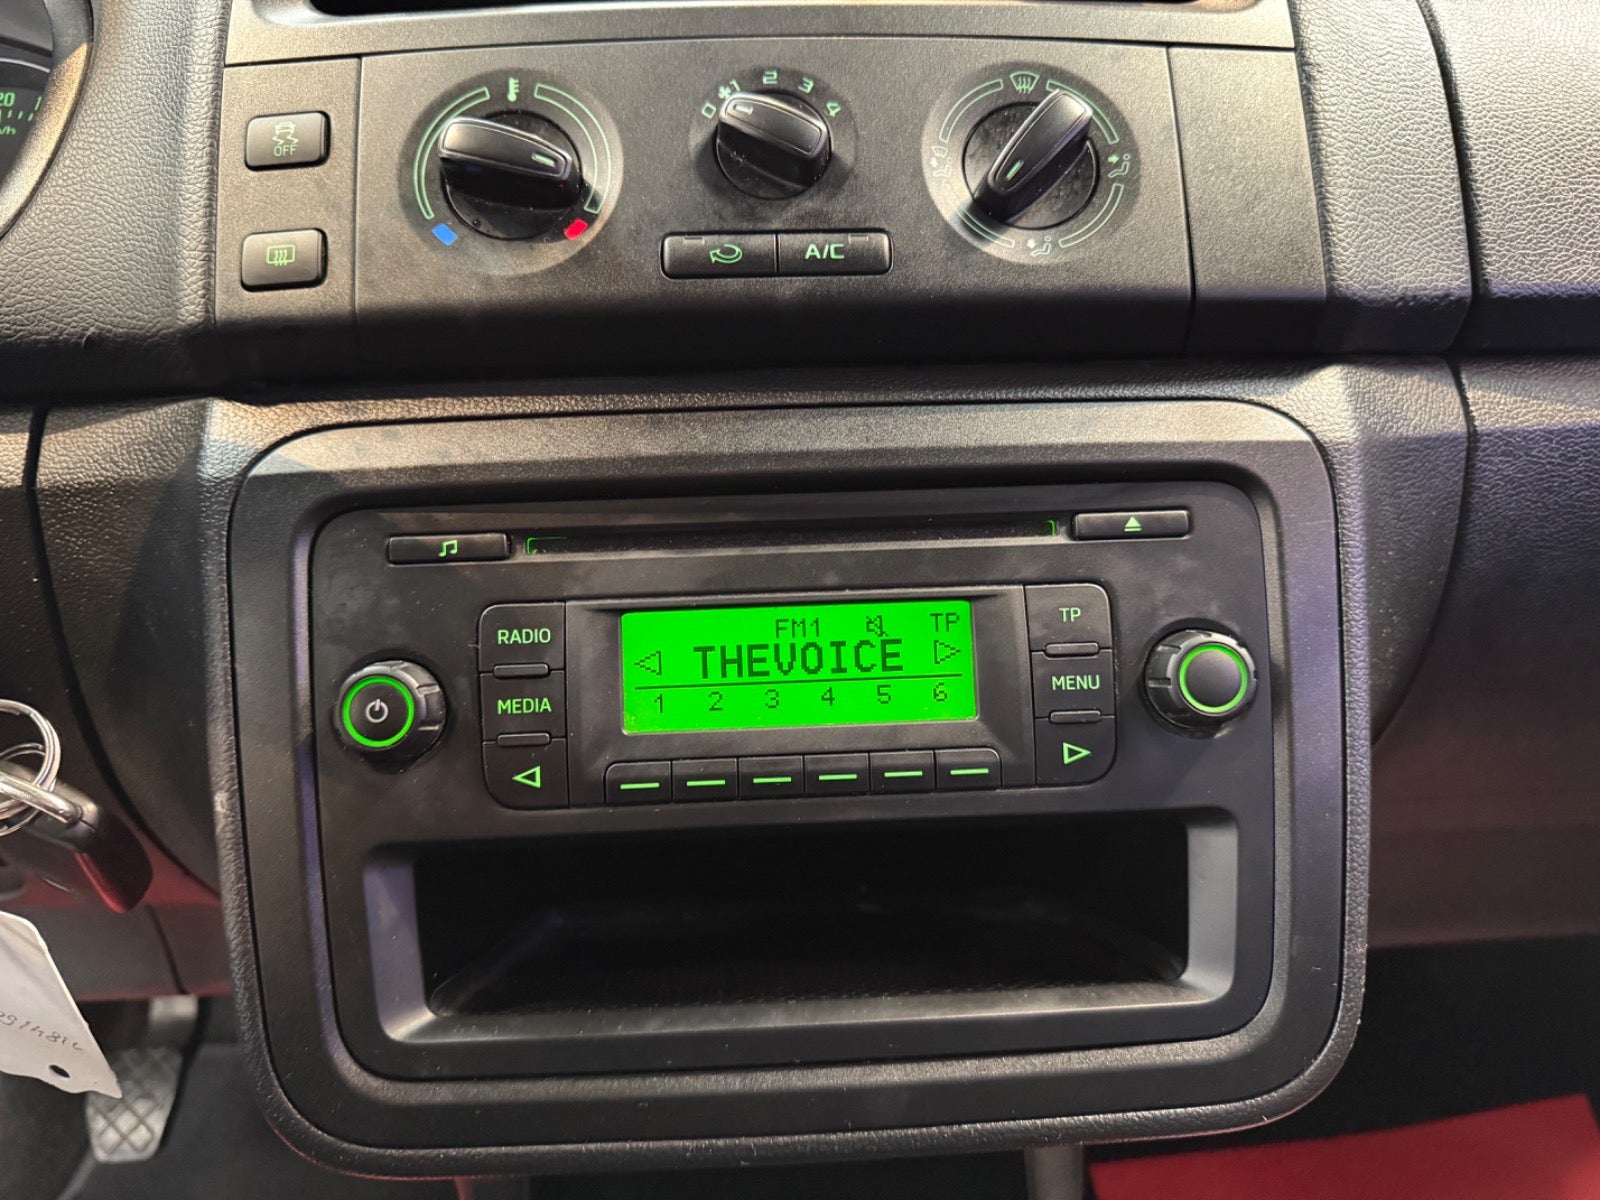 20
OFF
0 1 2 3 4
A/C
RADIO
MEDIA
FM1 TP
THEVOICE
1 2 3 4 5 6
TP
MENU